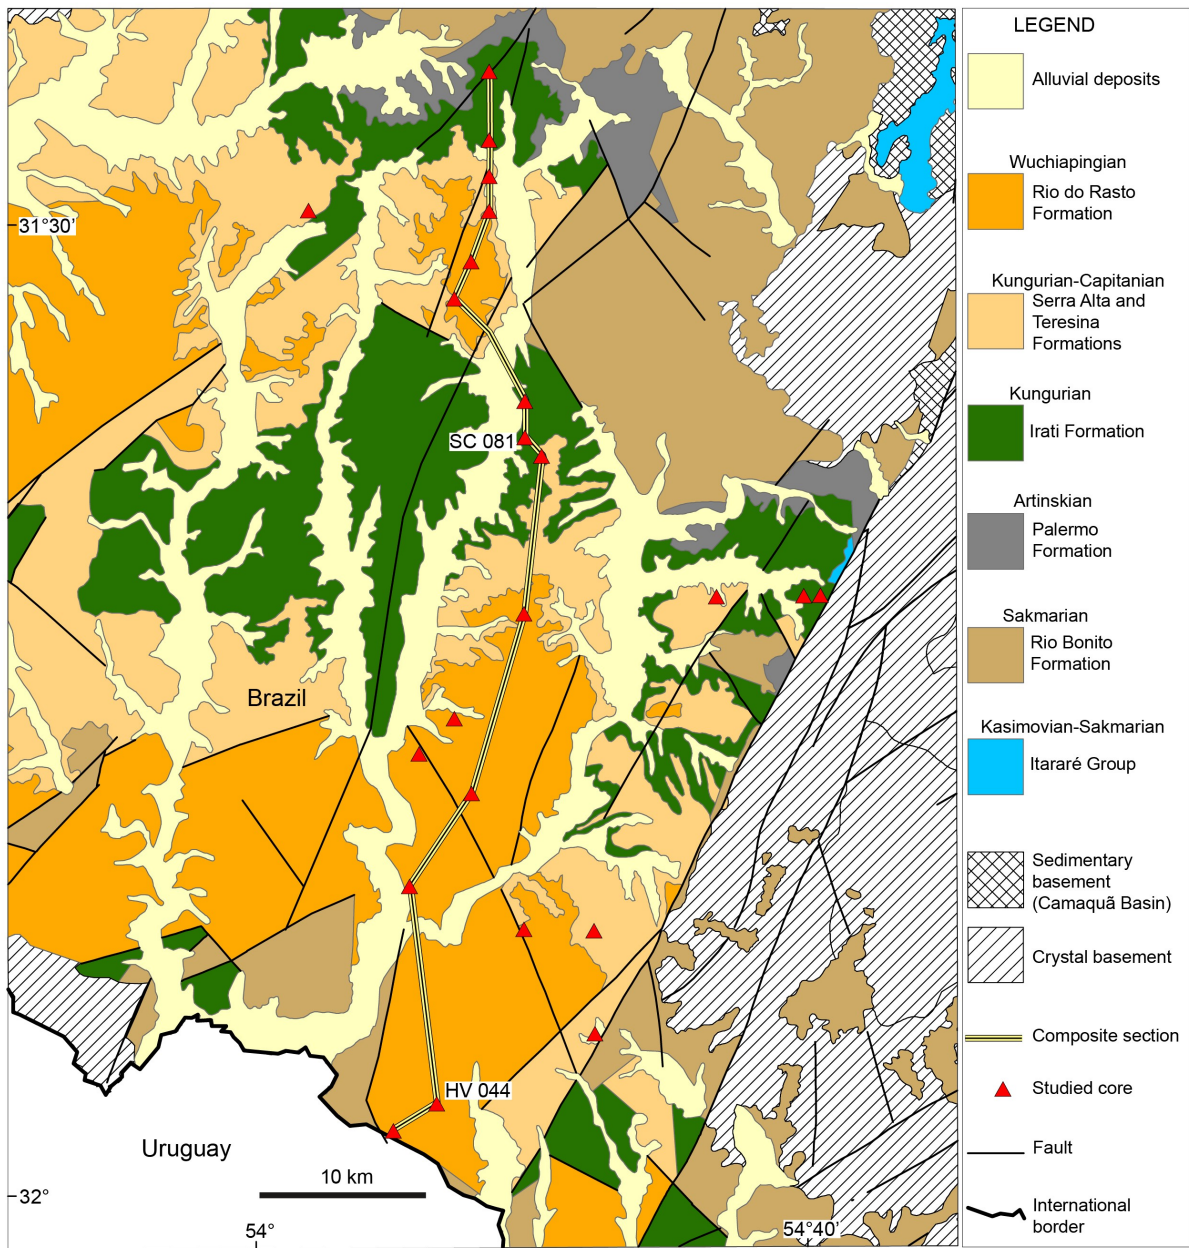 31°30’
SC 081
Brazil
HV 044
Uruguay
10 km
32°
54°
54°40’
LEGEND
Alluvial deposits
Wuchiapingian
Rio do Rasto
Formation
Kungurian-Capitanian
Serra Alta and
Teresina
Formations
Kungurian
Irati Formation
Artinskian
Palermo
Formation
Sakmarian
Rio Bonito
Formation
Kasimovian-Sakmarian
Itararé Group
Sedimentary
basement
(Camaquã Basin)
Crystal basement
Composite section
Studied core
Fault
International
border